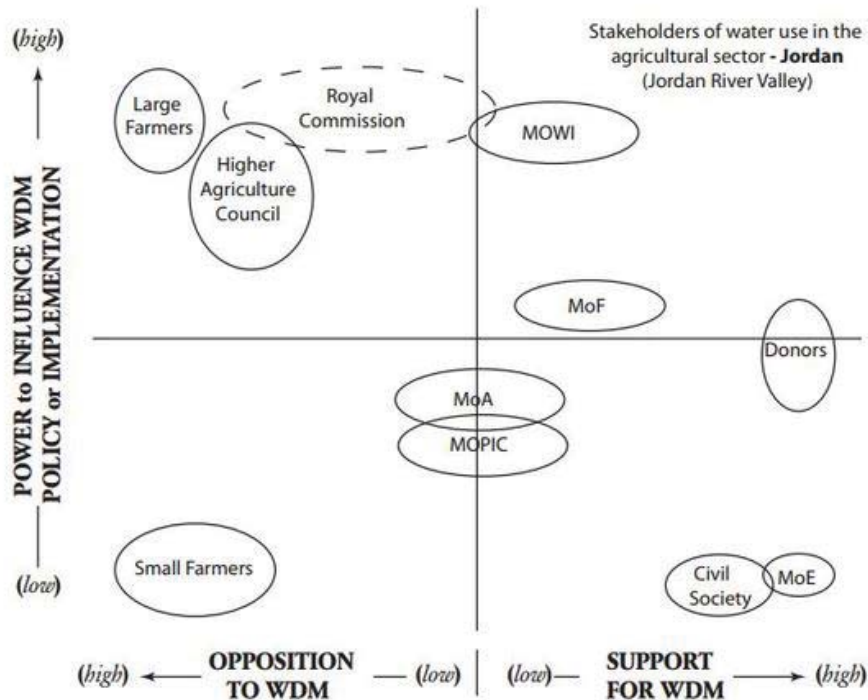 (high)
Stakeholders of water use in the
agricultural sector - Jordan
(Jordan River Valley)
Large
Farmers
Royal
Commission
MOWI
Higher
Agriculture
Council
MoF
Donors
MoA
MOPIC
Small Farmers
Civil
Society
MoE
POWER to INFLUENCE WDM
POLICY or IMPLEMENTATION
(low)
(high)
OPPOSITION
TO WDM
(low)
(low)
SUPPORT
FOR WDM
(high)